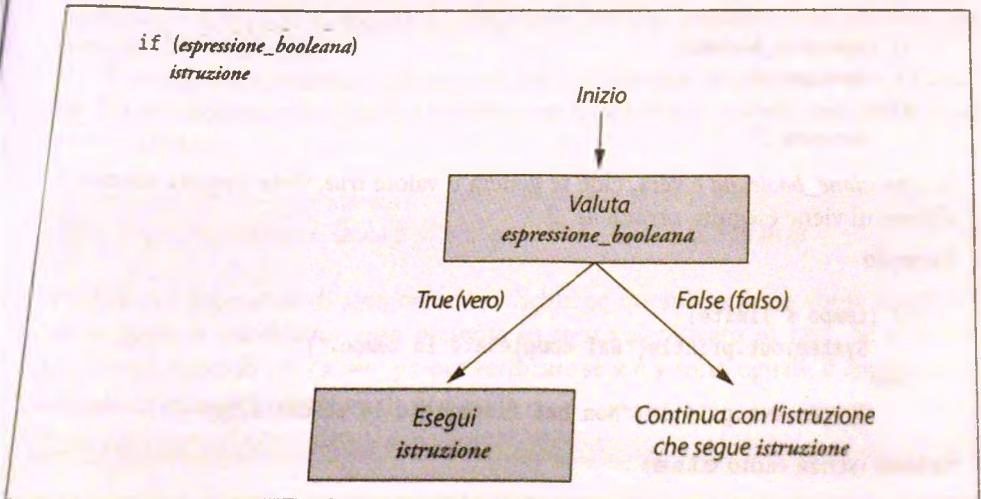 if (espressione_booleana)
istruzione
Inizio
Valuta
espressione_booleana
True (vero)
False (falso)
Esegui
istruzione
Continua con l'istruzione
che segue istruzione